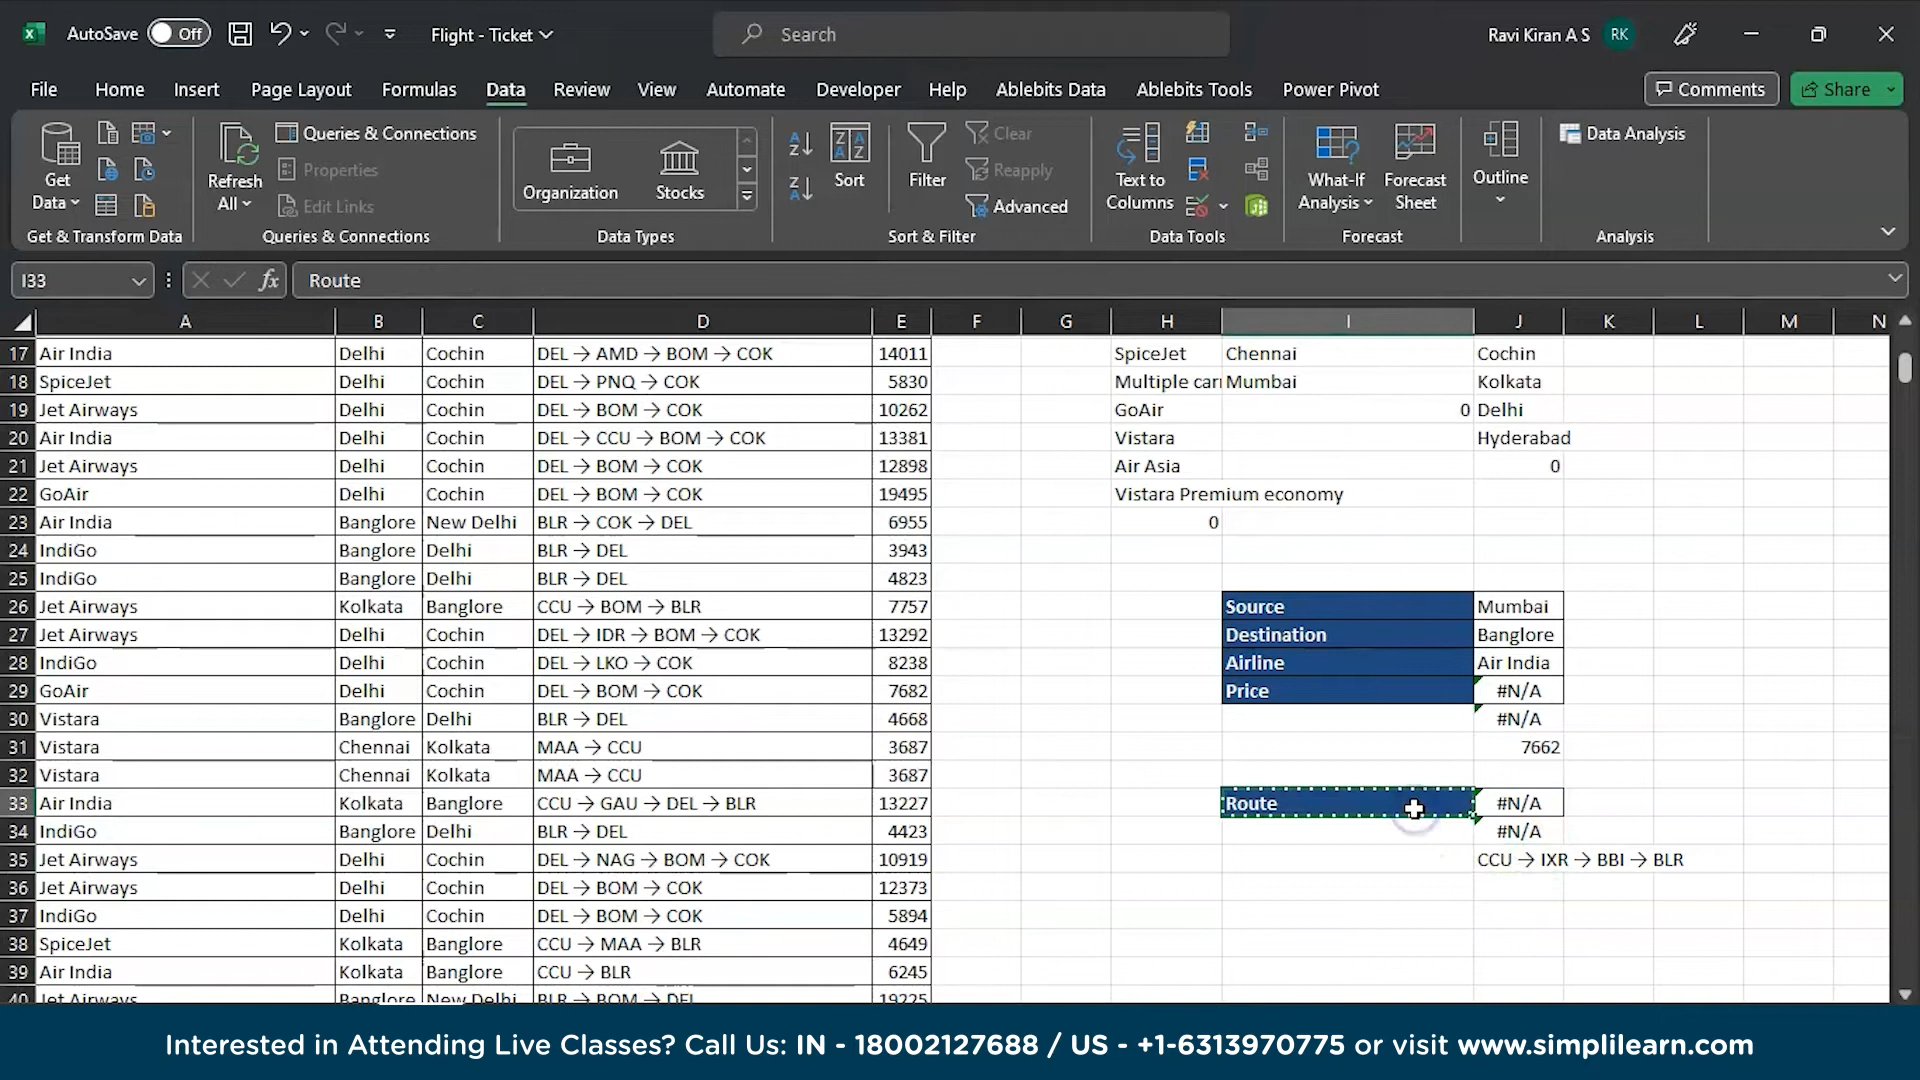 AutoSave Off Flight - Ticket Search Ravi Kiran A S RK
File Home Insert Page Layout Formulas Data Review View Automate Developer Help Ablebits Data Ablebits Tools Power Pivot Comments Share
Get Data
Refresh All
Queries & Connections
Properties
Edit Links
Organization
Stocks
Sort
Filter
Clear
Reapply
Advanced
Text to Columns
What-If Analysis
Forecast Sheet
Outline
Data Analysis
Get & Transform Data Queries & Connections Data Types Sort & Filter Data Tools Forecast Analysis
I33 fx Route
A B C D E F G H I J K L M N
17 Air India Delhi Cochin DEL → AMD → BOM → COK 14011 SpiceJet Chennai Cochin
18 SpiceJet Delhi Cochin DEL → PNQ → COK 5830 Multiple carr Mumbai Kolkata
19 Jet Airways Delhi Cochin DEL → BOM → COK 10262 GoAir 0 Delhi
20 Air India Delhi Cochin DEL → CCU → BOM → COK 13381 Vistara Hyderabad
21 Jet Airways Delhi Cochin DEL → BOM → COK 12898 Air Asia 0
22 GoAir Delhi Cochin DEL → BOM → COK 19495 Vistara Premium economy
23 Air India Banglore New Delhi BLR → COK → DEL 6955 0
24 IndiGo Banglore Delhi BLR → DEL 3943
25 IndiGo Banglore Delhi BLR → DEL 4823
26 Jet Airways Kolkata Banglore CCU → BOM → BLR 7757 Source Mumbai
27 Jet Airways Delhi Cochin DEL → IDR → BOM → COK 13292 Destination Banglore
28 IndiGo Delhi Cochin DEL → LKO → COK 8238 Airline Air India
29 GoAir Delhi Cochin DEL → BOM → COK 7682 Price #N/A
30 Vistara Banglore Delhi BLR → DEL 4668 #N/A
31 Vistara Chennai Kolkata MAA → CCU 3687 7662
32 Vistara Chennai Kolkata MAA → CCU 3687
33 Air India Kolkata Banglore CCU → GAU → DEL → BLR 13227 Route #N/A
34 IndiGo Banglore Delhi BLR → DEL 4423 #N/A
35 Jet Airways Delhi Cochin DEL → NAG → BOM → COK 10919 CCU → IXR → BBI → BLR
36 Jet Airways Delhi Cochin DEL → BOM → COK 12373
37 IndiGo Delhi Cochin DEL → BOM → COK 5894
38 SpiceJet Kolkata Banglore CCU → MAA → BLR 4649
39 Air India Kolkata Banglore CCU → BLR 6245
40 Jet Airways Banglore New Delhi BLR → BOM → DEL 19225
Interested in Attending Live Classes? Call Us: IN - 18002127688 / US - +1-6313970775 or visit www.simplilearn.com